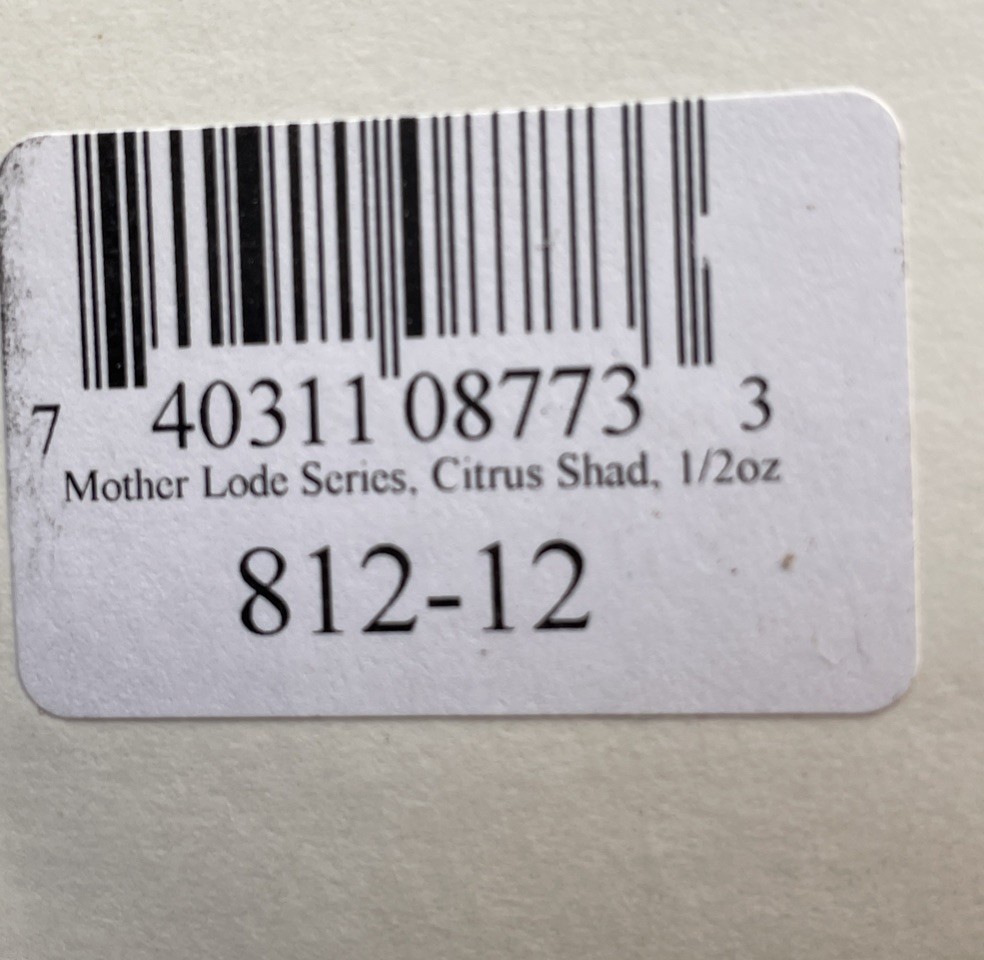 7 40311 08773 3
Mother Lode Series, Citrus Shad, 1/2oz
812-12